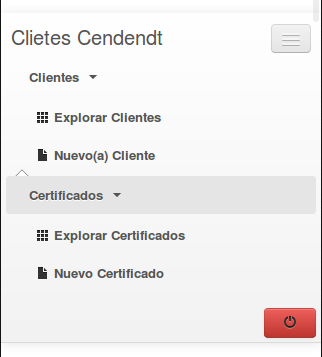 Clietes Cendendt
Clientes
Explorar Clientes
Nuevo(a) Cliente
Certificados
Explorar Certificados
Nuevo Certificado